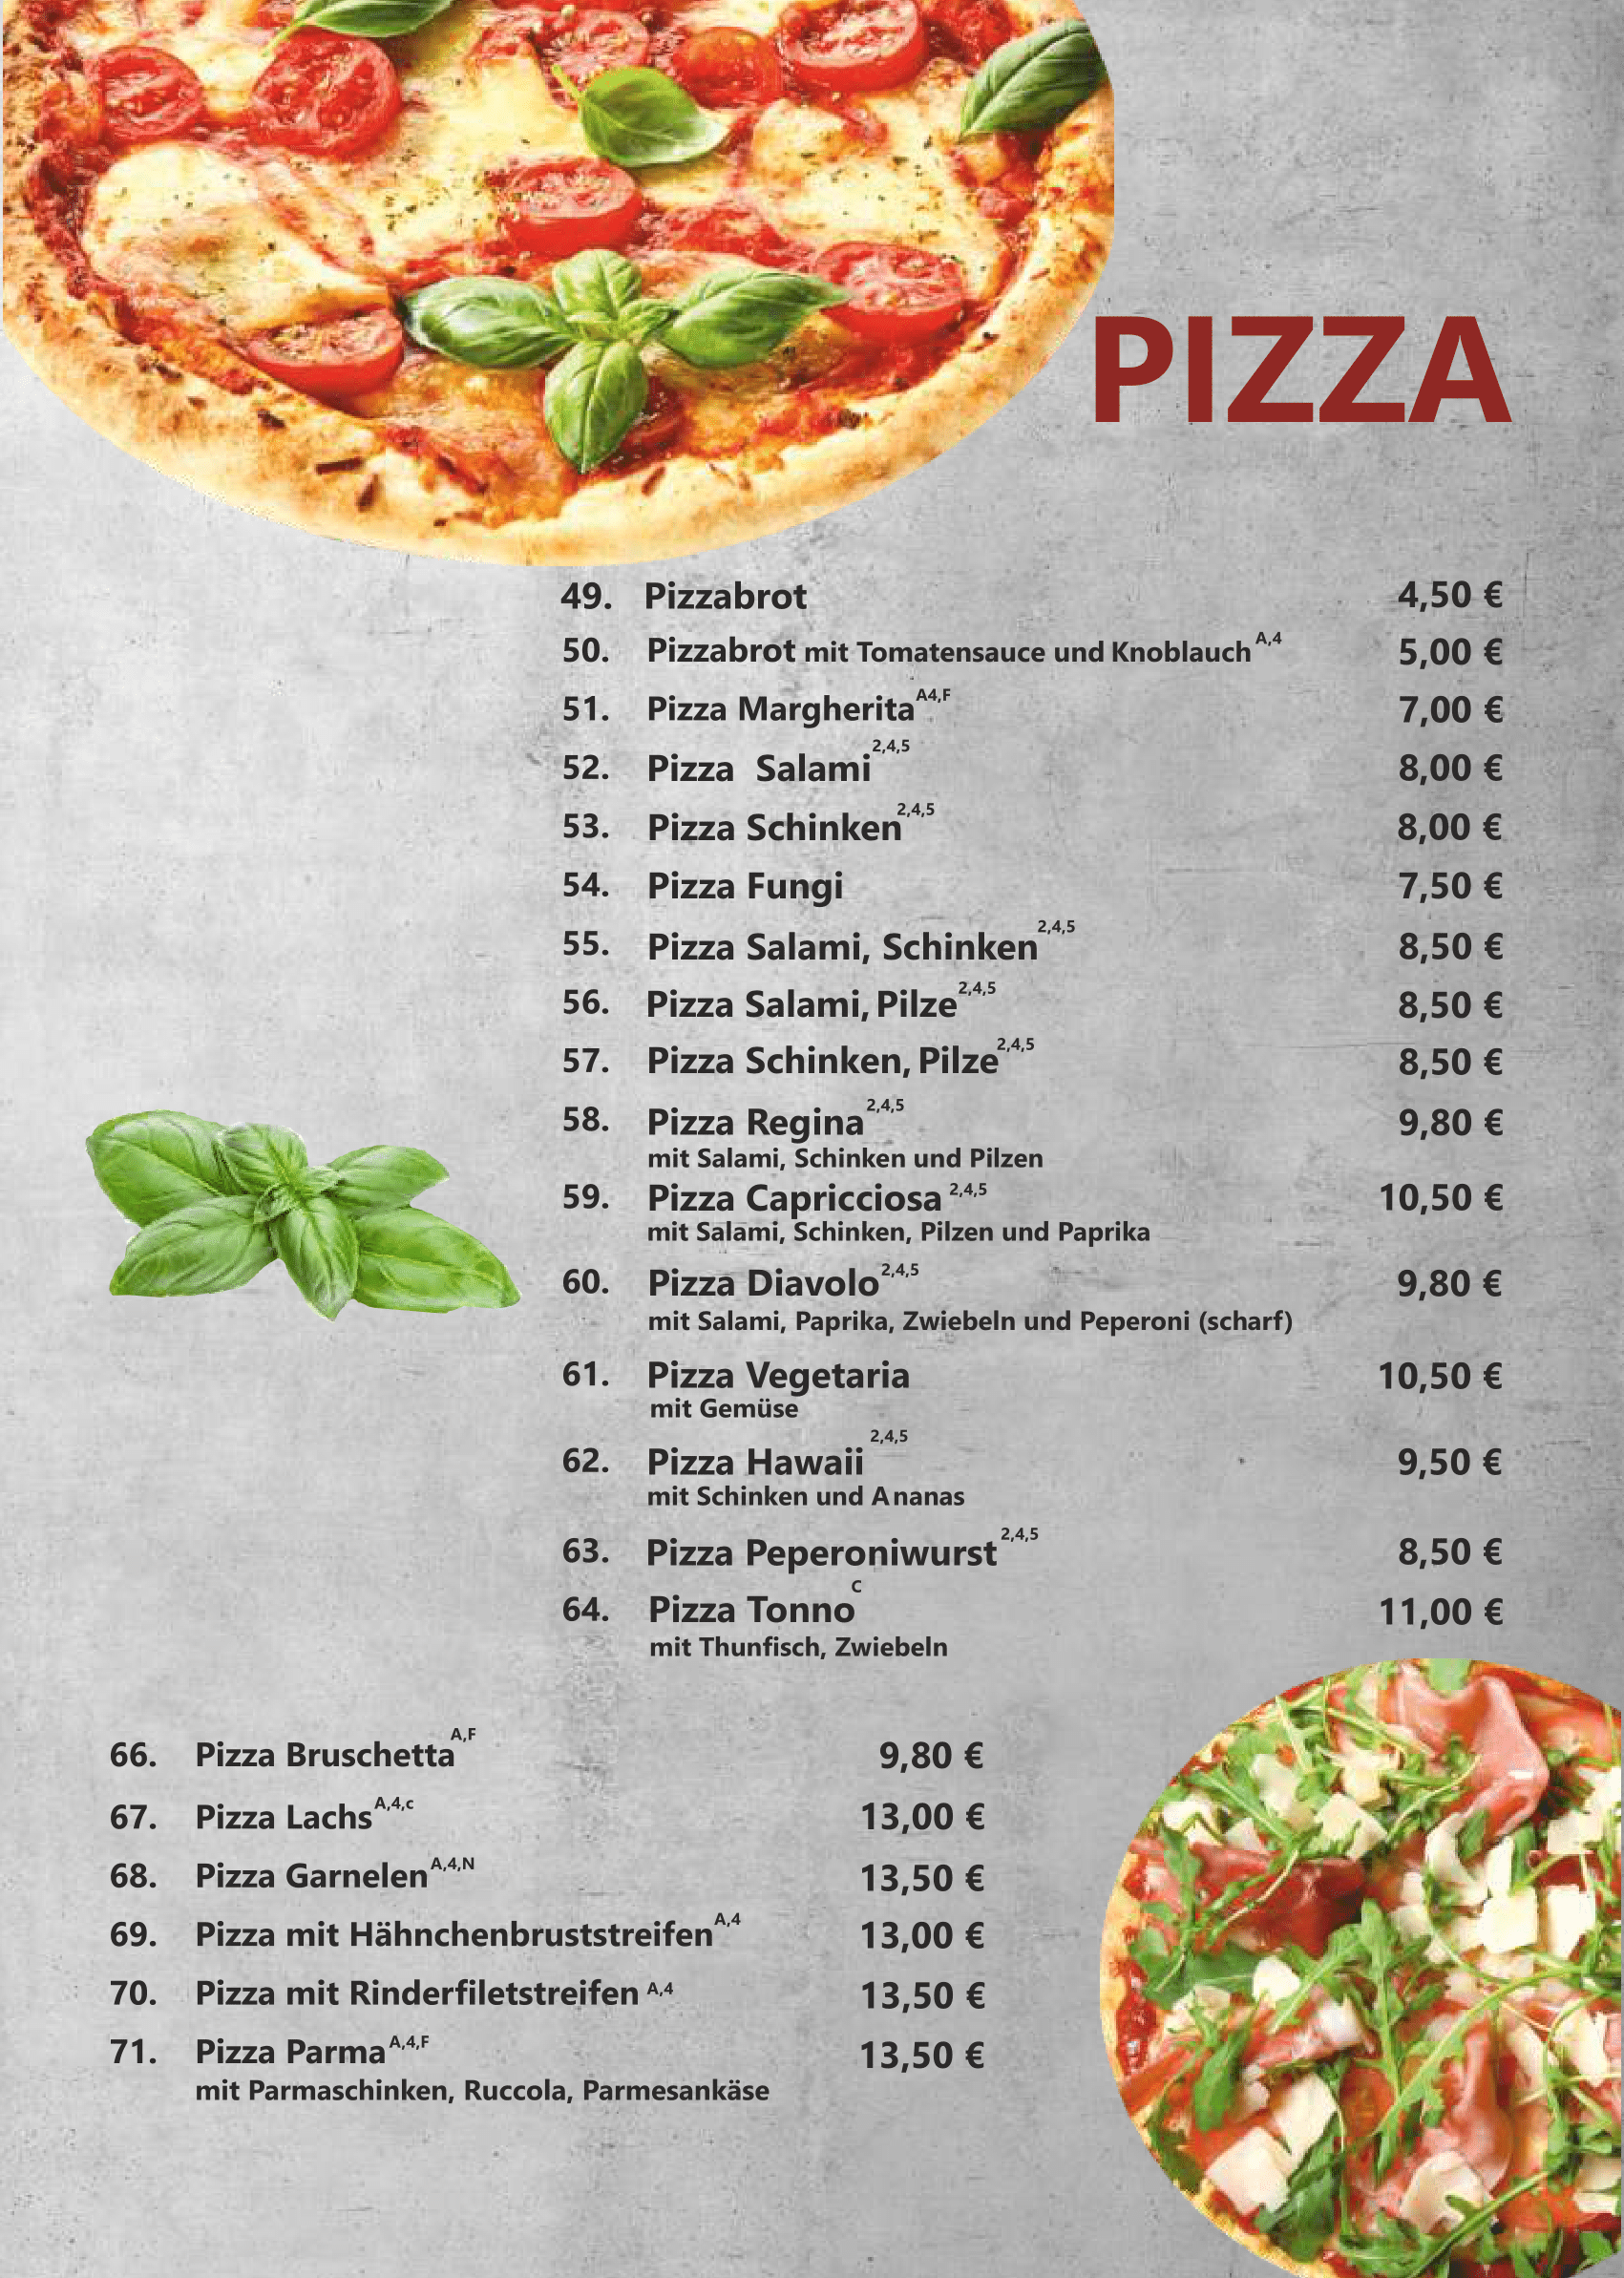 PIZZA
49. Pizzabrot 4,50 €
50. Pizzabrot mit Tomatensauce und Knoblauch A,4 5,00 €
51. Pizza Margherita A4,F 7,00 €
52. Pizza Salami 2,4,5 8,00 €
53. Pizza Schinken 2,4,5 8,00 €
54. Pizza Fungi 7,50 €
55. Pizza Salami, Schinken 2,4,5 8,50 €
56. Pizza Salami, Pilze 2,4,5 8,50 €
57. Pizza Schinken, Pilze 2,4,5 8,50 €
58. Pizza Regina 2,4,5 9,80 €
mit Salami, Schinken und Pilzen
59. Pizza Capricciosa 2,4,5 10,50 €
mit Salami, Schinken, Pilzen und Paprika
60. Pizza Diavolo 2,4,5 9,80 €
mit Salami, Paprika, Zwiebeln und Peperoni (scharf)
61. Pizza Vegetaria 10,50 €
mit Gemüse
62. Pizza Hawaii 2,4,5 9,50 €
mit Schinken und Ananas
63. Pizza Peperoniwurst 2,4,5 8,50 €
64. Pizza Tonno C 11,00 €
mit Thunfisch, Zwiebeln
66. Pizza Bruschetta A,F 9,80 €
67. Pizza Lachs A,4,c 13,00 €
68. Pizza Garnelen A,4,N 13,50 €
69. Pizza mit Hähnchenbruststreifen A,4 13,00 €
70. Pizza mit Rinderfiletstreifen A,4 13,50 €
71. Pizza Parma A,4,F 13,50 €
mit Parmaschinken, Ruccola, Parmesankäse